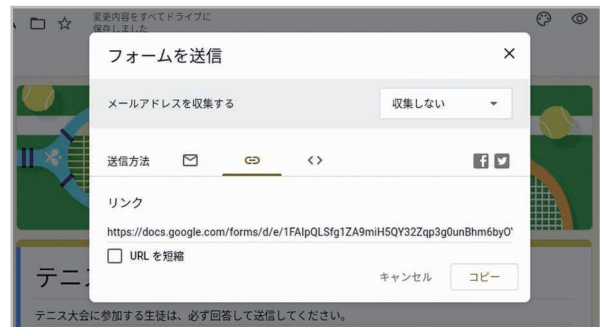 変更内容をすべてドライブに
保存しました
フォームを送信
メールアドレスを収集する
収集しない
送信方法
リンク
https://docs.google.com/forms/d/e/1FAIpQLSfg1ZA9miH5QY32Zqp3g0unBhm6byO
URL を短縮
キャンセル
コピー
テニ
テニス大会に参加する生徒は、必ず回答して送信してください。